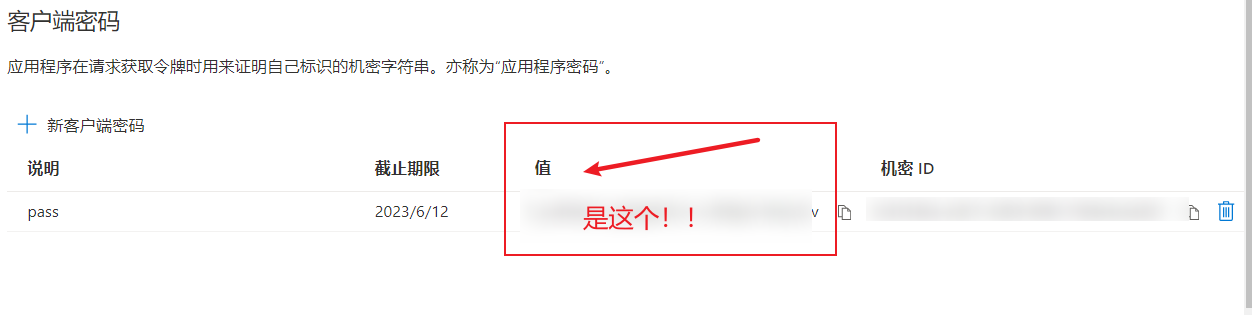 客户端密码
应用程序在请求获取令牌时用来证明自己标识的机密字符串。亦称为“应用程序密码”。
新客户端密码
说明 截止期限 值 机密 ID
pass 2023/6/12 是这个！！ v